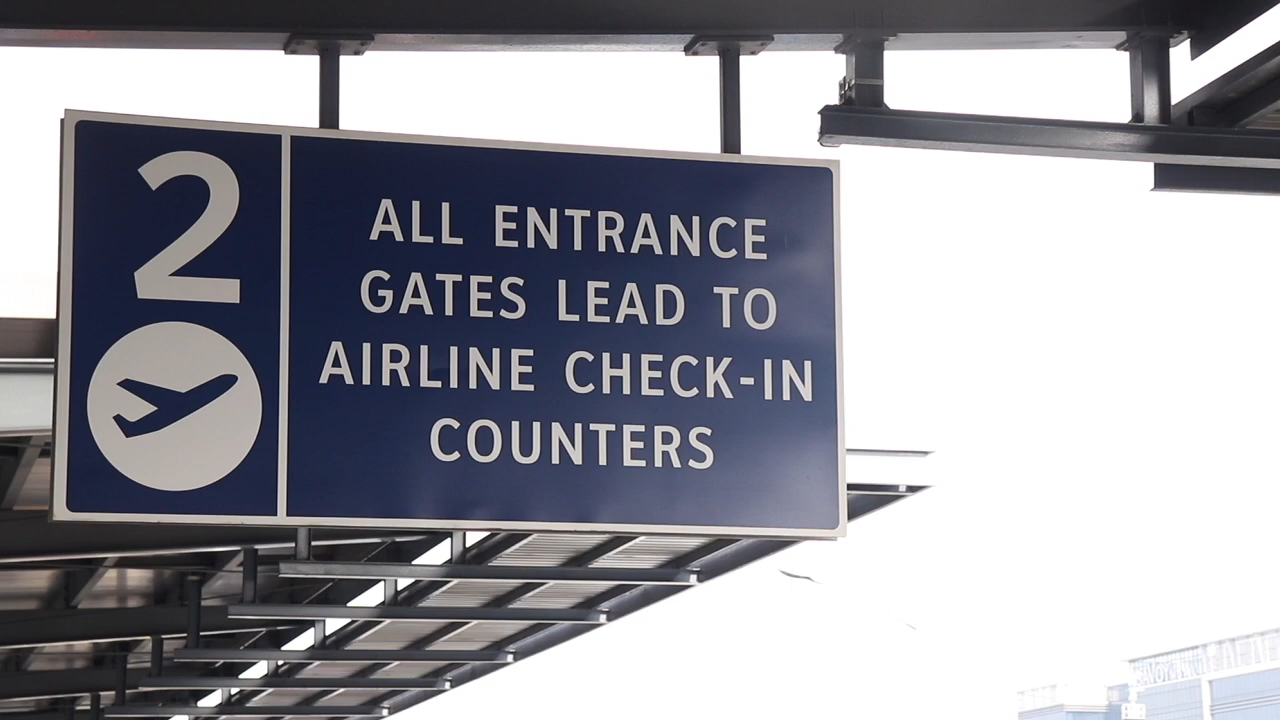 2
ALL ENTRANCE
GATES LEAD TO
AIRLINE CHECK-IN
COUNTERS